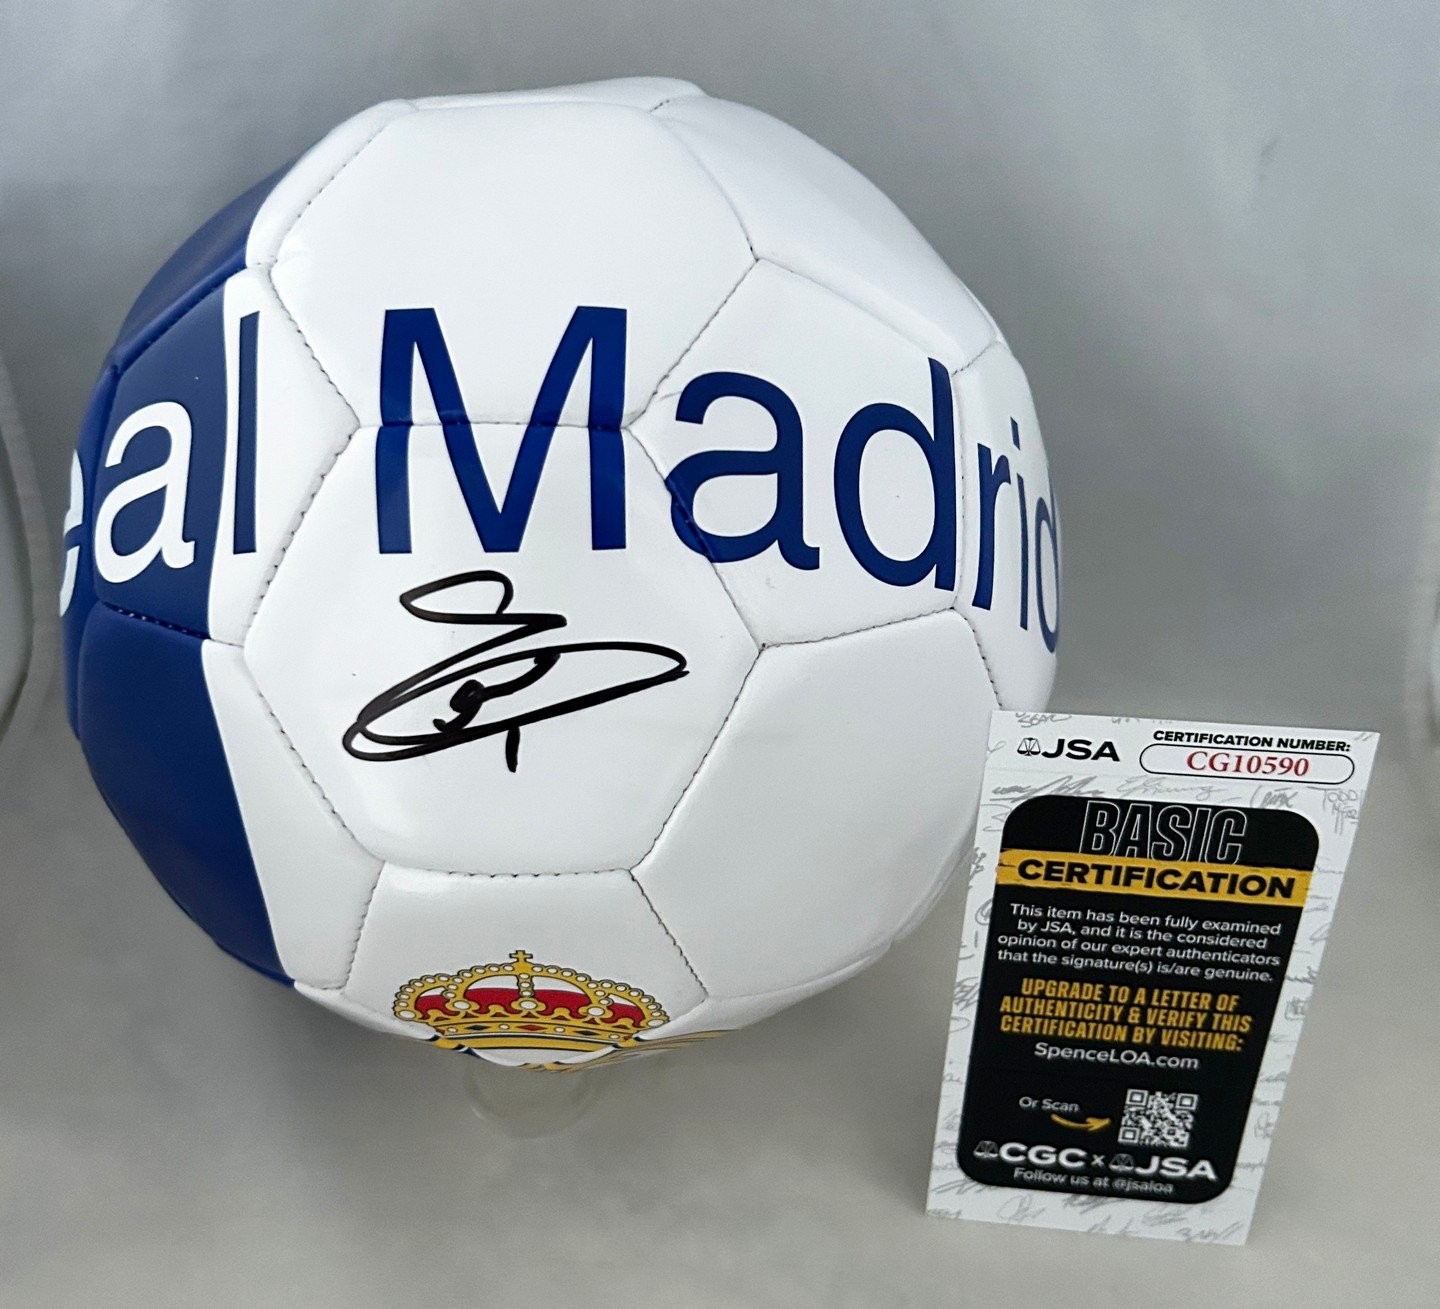 eal Madrid
JSA
CERTIFICATION NUMBER:
CG10590
BASIC
CERTIFICATION
This item has been fully examined
by JSA, and it is the considered
opinion of our expert authenticators
that the signature(s) is/are genuine.
UPGRADE TO A LETTER OF
AUTHENTICITY & VERIFY THIS
CERTIFICATION BY VISITING:
SpenceLOA.com
Or Scan
CGC x JSA
Follow us at @jsaloa